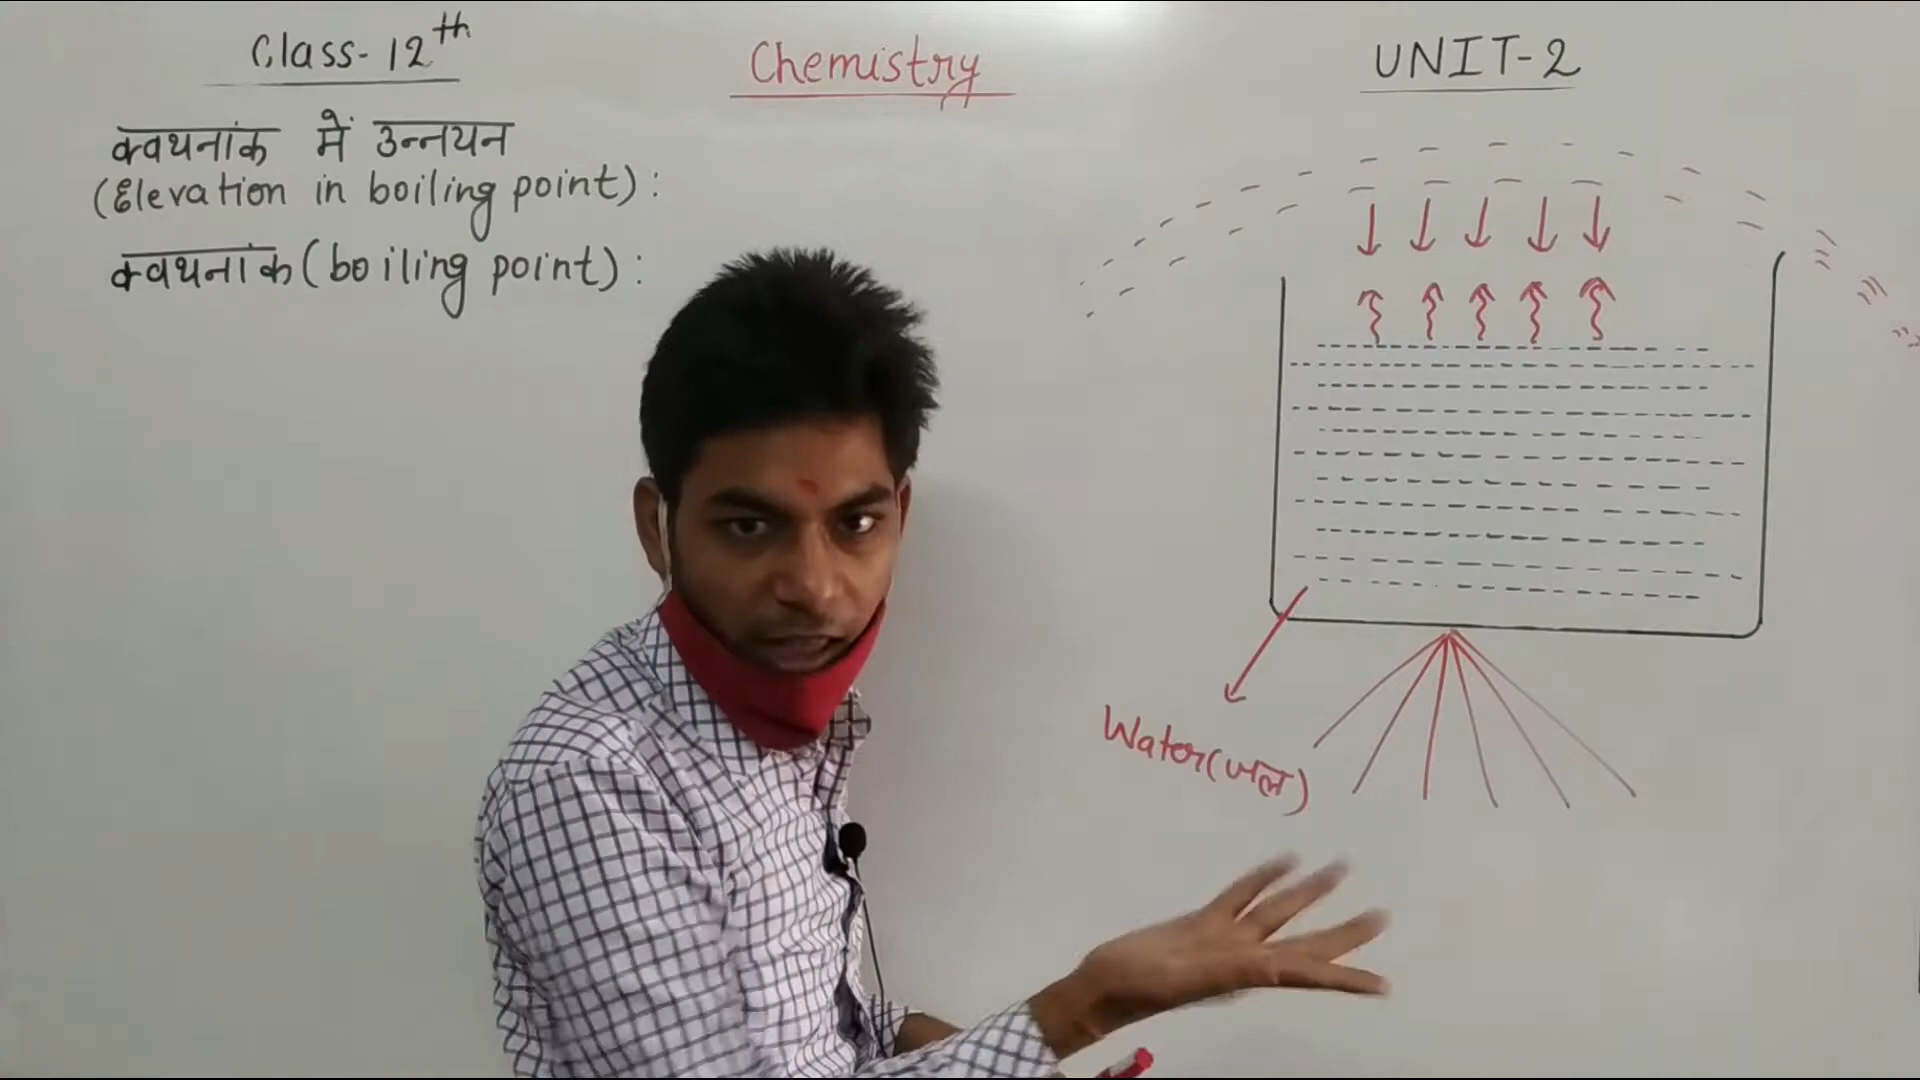 Class-12th
Chemistry
UNIT-2
क्वथनांक में उन्नयन
(Elevation in boiling point):
क्वथनांक (boiling point):
Water(जल)